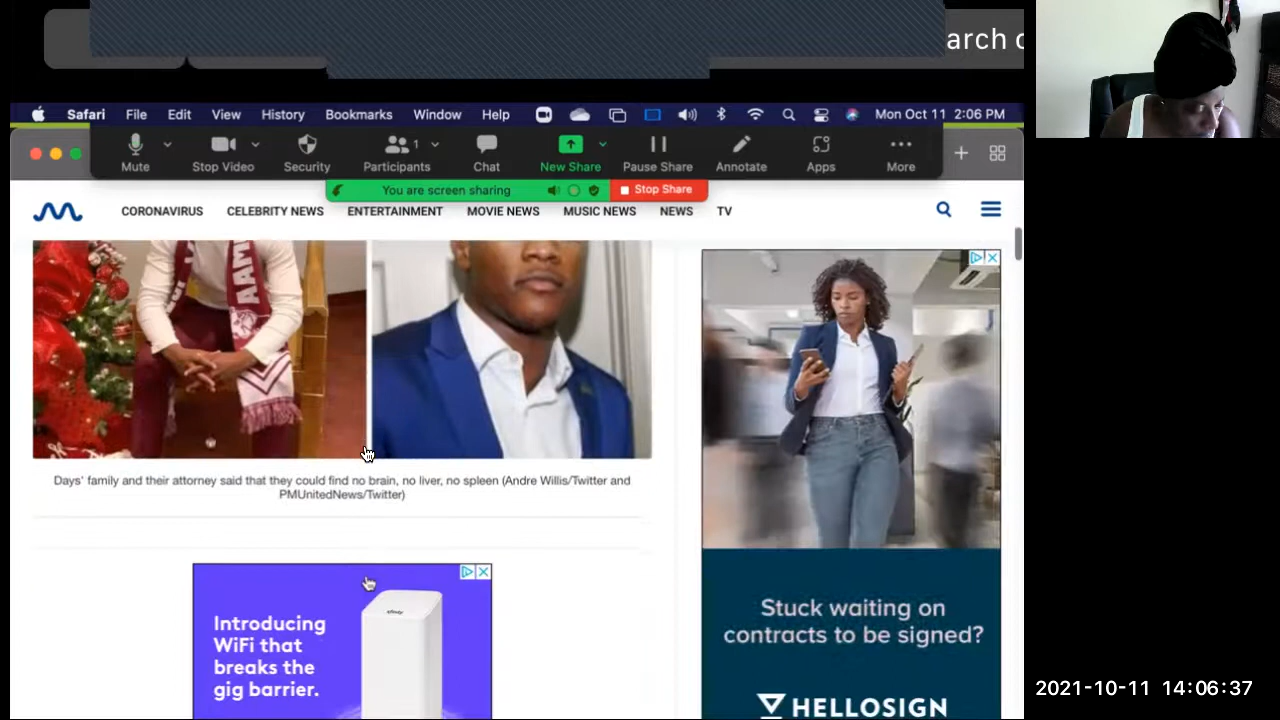 arch o
Safari File Edit View History Bookmarks Window Help Mon Oct 11 2:06 PM
Mute Stop Video Security Participants 1 Chat New Share Pause Share Annotate Apps More
You are screen sharing Stop Share
CORONAVIRUS CELEBRITY NEWS ENTERTAINMENT MOVIE NEWS MUSIC NEWS NEWS TV
AAM
Days' family and their attorney said that they could find no brain, no liver, no spleen (Andre Willis/Twitter and
PMUnitedNews/Twitter)
Introducing
WiFi that
breaks the
gig barrier.
xfinity
Stuck waiting on
contracts to be signed?
HELLOSIGN
2021-10-11 14:06:37